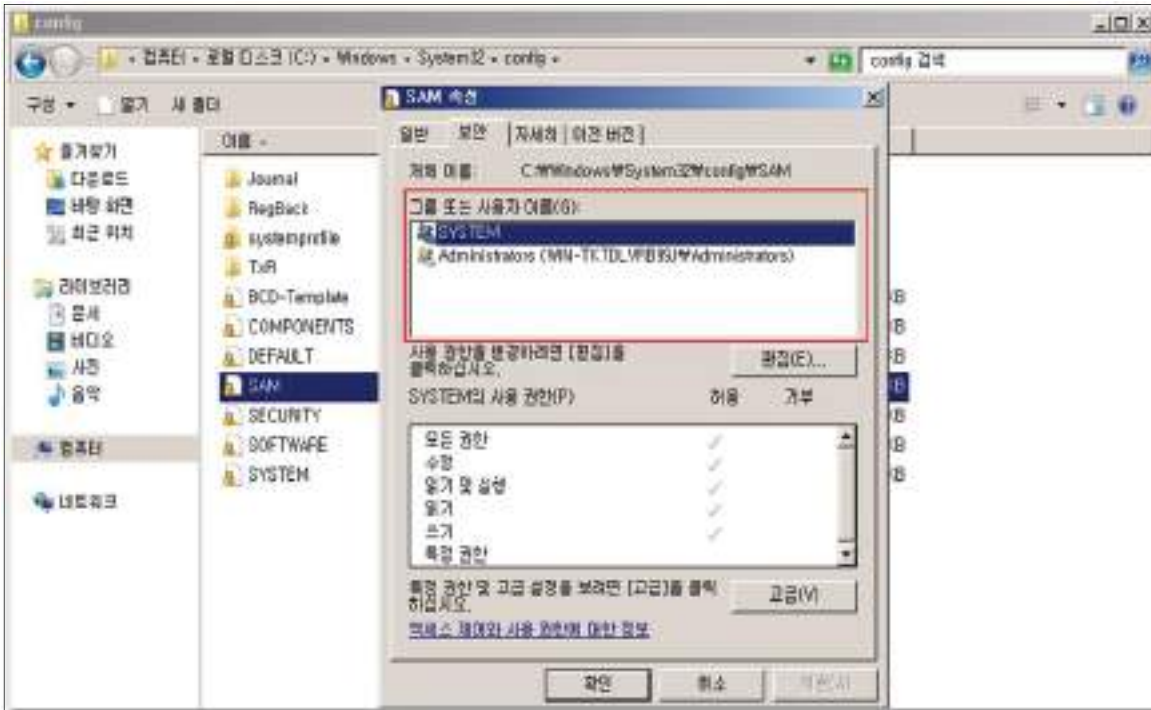 config
컴퓨터 - 로컬 디스크 (C:) - Windows - System32 - config -
config 검색
구성
열기
새 폴더
즐겨찾기
다운로드
바탕 화면
최근 위치
라이브러리
문서
비디오
사진
음악
컴퓨터
네트워크
이름
Journal
RegBack
systemprofile
TxR
BCD-Template
COMPONENTS
DEFAULT
SAM
SECURITY
SOFTWARE
SYSTEM
SAM 속성
일반
보안
자세히
이전 버전
개체 이름: C:\Windows\System32\config\SAM
그룹 또는 사용자 이름(G):
SYSTEM
Administrators
사용 권한을 변경하려면 [편집]을
클릭하십시오.
편집(E)...
SYSTEM의 사용 권한(P)
허용
거부
모든 권한
수정
읽기 및 실행
읽기
쓰기
특정 권한
특정 권한 및 고급 설정을 보려면 [고급]을 클릭
하십시오.
고급(V)
액세스 제어와 사용 권한에 대한 정보
확인
취소
적용(A)